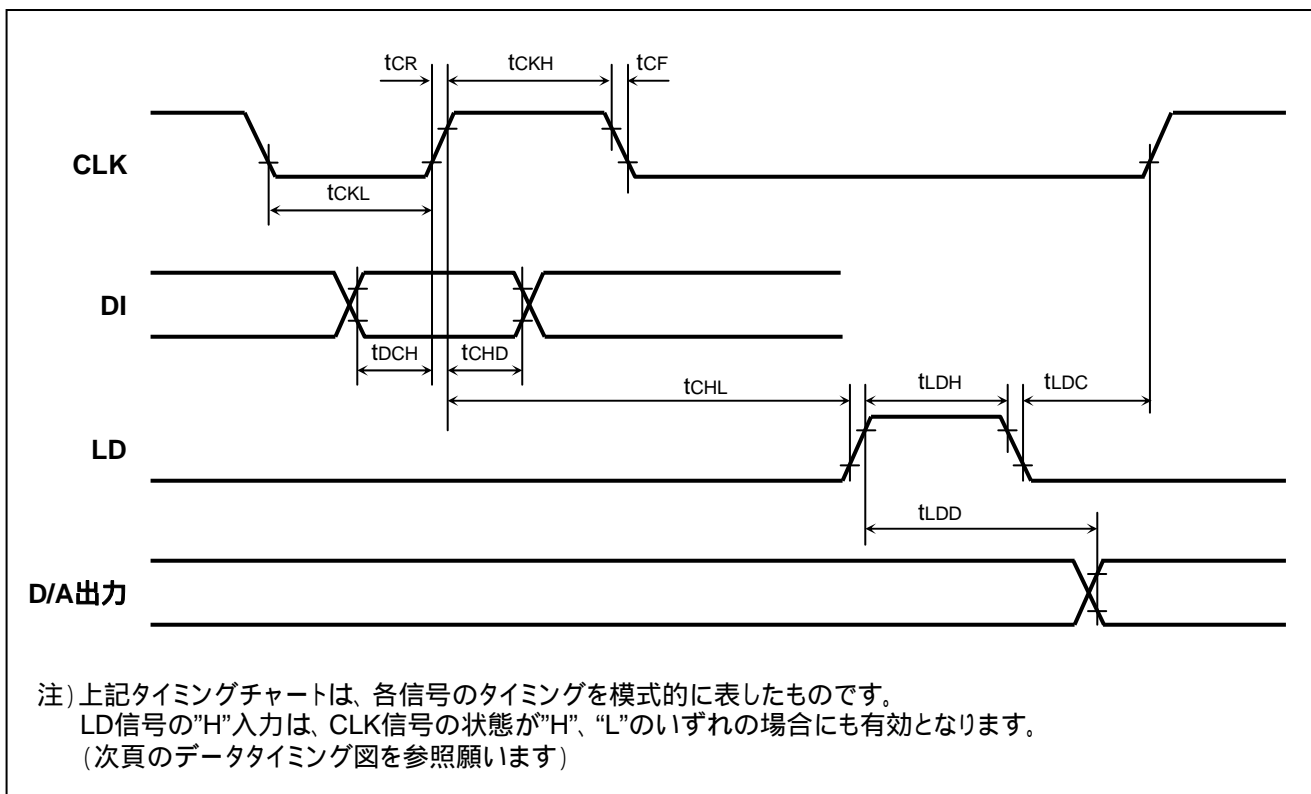 tCR tCKH tCF
CLK
tCKL
DI
tDCH tCHD
tCHL tLDH tLDC
LD
tLDD
D/A出力
注)上記タイミングチャートは、各信号のタイミングを模式的に表したものです。
LD信号の”H”入力は、CLK信号の状態が”H”、“L”のいずれの場合にも有効となります。
(次頁のデータタイミング図を参照願います)